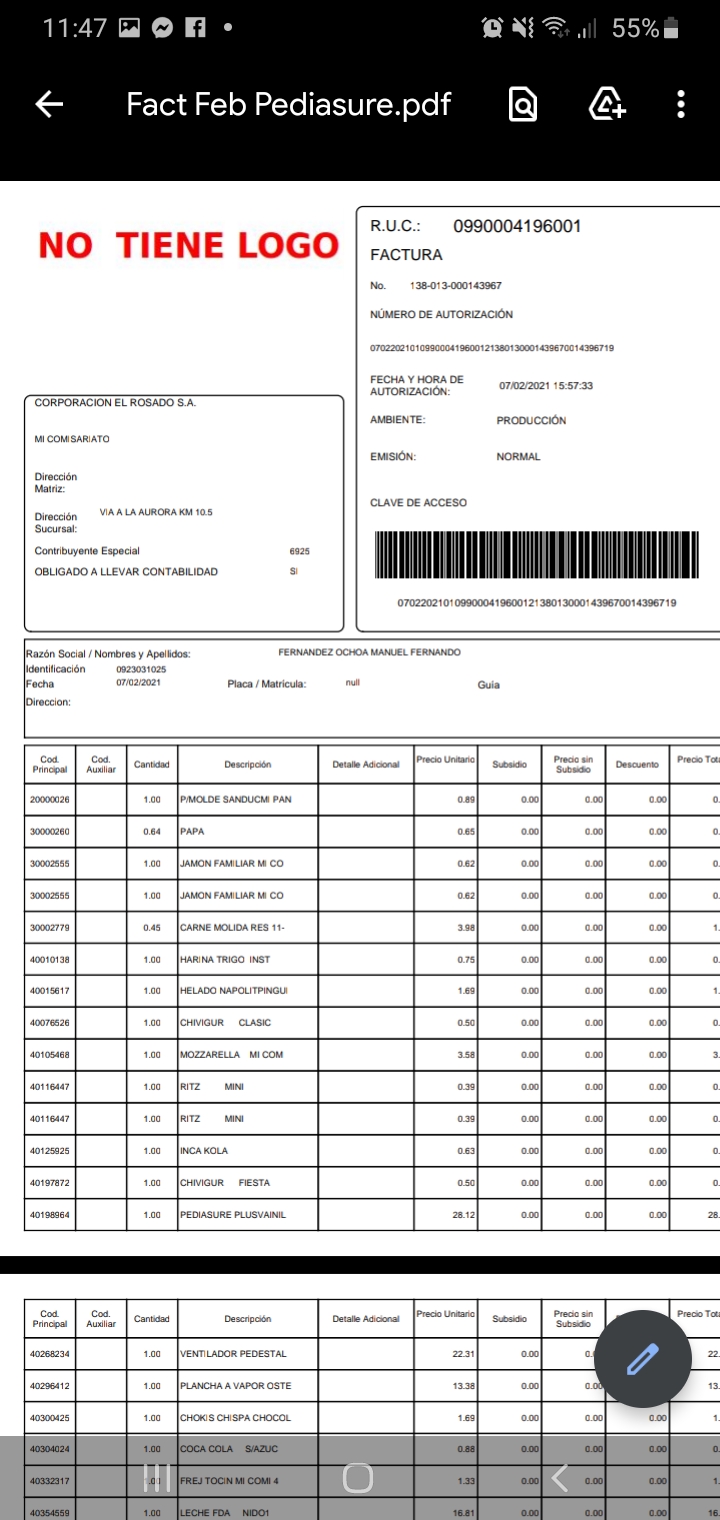 11:47 55%
Fact Feb Pediasure.pdf
NO TIENE LOGO
R.U.C.: 0990004196001
FACTURA
No. 138-013-000143967
NÚMERO DE AUTORIZACIÓN
0702202101099000419600121380130001439670014396719
FECHA Y HORA DE AUTORIZACIÓN: 07/02/2021 15:57:33
AMBIENTE: PRODUCCIÓN
EMISIÓN: NORMAL
CLAVE DE ACCESO
0702202101099000419600121380130001439670014396719
CORPORACION EL ROSADO S.A.
MI COMISARIATO
Dirección Matriz:
Dirección Sucursal: VIA A LA AURORA KM 10.5
Contribuyente Especial 6925
OBLIGADO A LLEVAR CONTABILIDAD SI
Razón Social / Nombres y Apellidos: FERNANDEZ OCHOA MANUEL FERNANDO
Identificación 0923031025
Fecha 07/02/2021 Placa / Matrícula: null Guía
Direccion:
Cod. Principal Cod. Auxiliar Cantidad Descripción Detalle Adicional Precio Unitario Subsidio Precio sin Subsidio Descuento Precio Tota
20000026 1.00 P/MOLDE SANDUCMI PAN 0.89 0.00 0.00 0.00 0.
30000260 0.64 PAPA 0.65 0.00 0.00 0.00 0.
30002555 1.00 JAMON FAMILIAR MI CO 0.62 0.00 0.00 0.00 0.
30002555 1.00 JAMON FAMILIAR MI CO 0.62 0.00 0.00 0.00 0.
30002779 0.45 CARNE MOLIDA RES 11- 3.98 0.00 0.00 0.00 1.
40010138 1.00 HARINA TRIGO INST 0.75 0.00 0.00 0.00 0.
40015617 1.00 HELADO NAPOLITPINGUI 1.69 0.00 0.00 0.00 1.
40076526 1.00 CHIVIGUR CLASIC 0.50 0.00 0.00 0.00 0.
40105468 1.00 MOZZARELLA MI COM 3.58 0.00 0.00 0.00 3.
40116447 1.00 RITZ MINI 0.39 0.00 0.00 0.00 0.
40116447 1.00 RITZ MINI 0.39 0.00 0.00 0.00 0.
40125925 1.00 INCA KOLA 0.63 0.00 0.00 0.00 0.
40197872 1.00 CHIVIGUR FIESTA 0.50 0.00 0.00 0.00 0.
40198964 1.00 PEDIASURE PLUSVAINIL 28.12 0.00 0.00 0.00 28.
Cod. Principal Cod. Auxiliar Cantidad Descripción Detalle Adicional Precio Unitario Subsidio Precio sin Subsidio Precio Tota
40268234 1.00 VENTILADOR PEDESTAL 22.31 0.00 0. 22.
40296412 1.00 PLANCHA A VAPOR OSTE 13.38 0.00 0.00 13.
40300425 1.00 CHOKIS CHISPA CHOCOL 1.69 0.00 0.00 0.00 1.
40304024 1.00 COCA COLA S/AZUC 0.88 0.00 0.00 0.00 0.
40332317 1.00 FREJ TOCIN MI COMI 4 1.33 0.00 0.00 0.00 1.
40354559 1.00 LECHE FDA NIDO1 16.81 0.00 0.00 0.00 16.